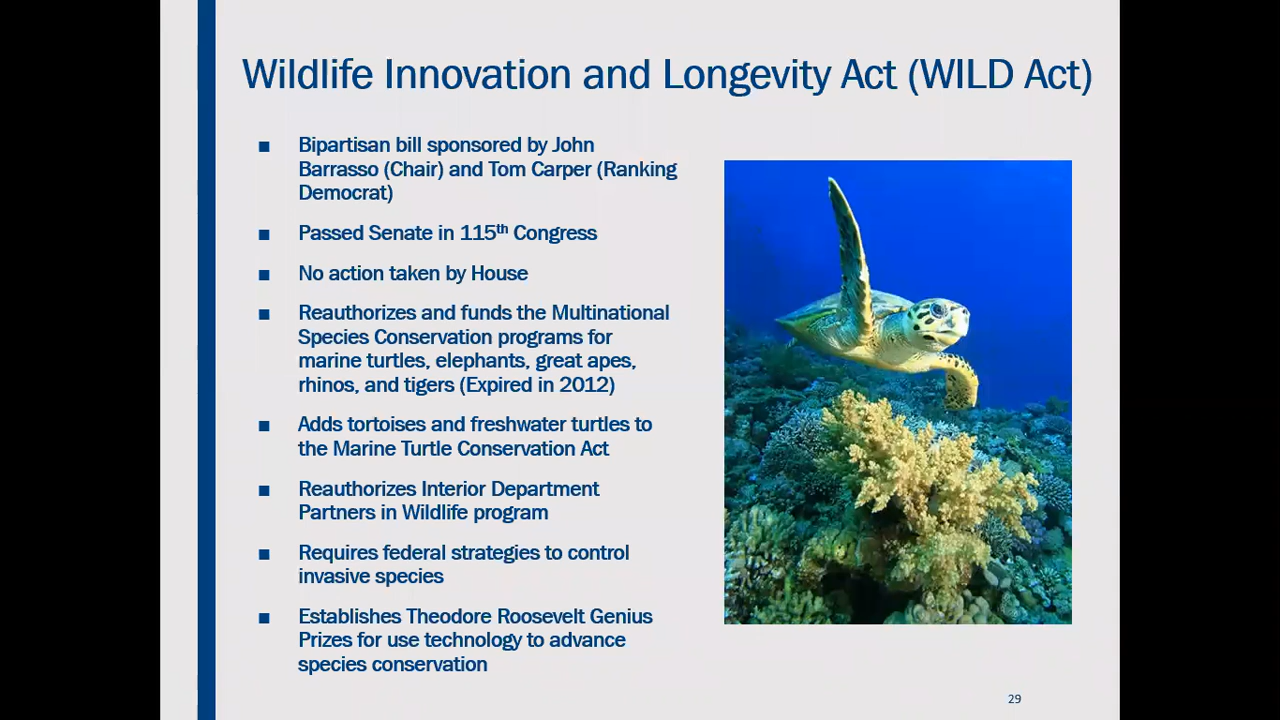 Wildlife Innovation and Longevity Act (WILD Act)
■ Bipartisan bill sponsored by John
Barrasso (Chair) and Tom Carper (Ranking
Democrat)
■ Passed Senate in 115th Congress
■ No action taken by House
■ Reauthorizes and funds the Multinational
Species Conservation programs for
marine turtles, elephants, great apes,
rhinos, and tigers (Expired in 2012)
■ Adds tortoises and freshwater turtles to
the Marine Turtle Conservation Act
■ Reauthorizes Interior Department
Partners in Wildlife program
■ Requires federal strategies to control
invasive species
■ Establishes Theodore Roosevelt Genius
Prizes for use technology to advance
species conservation
29